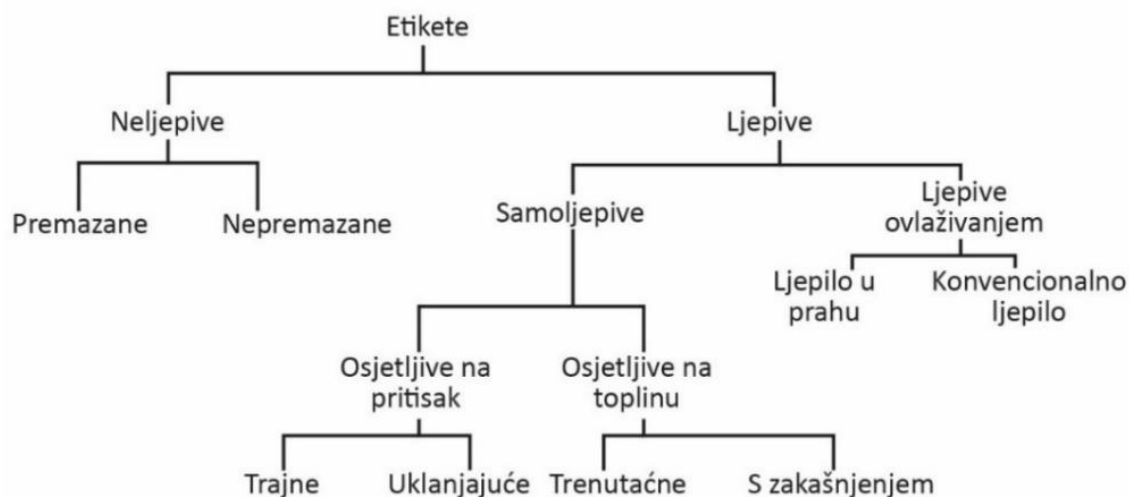 Etikete
Neljepive
Ljepive
Premazane
Nepremazane
Samoljepive
Ljepive
ovlaživanjem
Ljepilo u
prahu
Konvencionalno
ljepilo
Osjetljive na
pritisak
Osjetljive na
toplinu
Trajne
Uklanjajuće
Trenutaćne
S zakašnjenjem